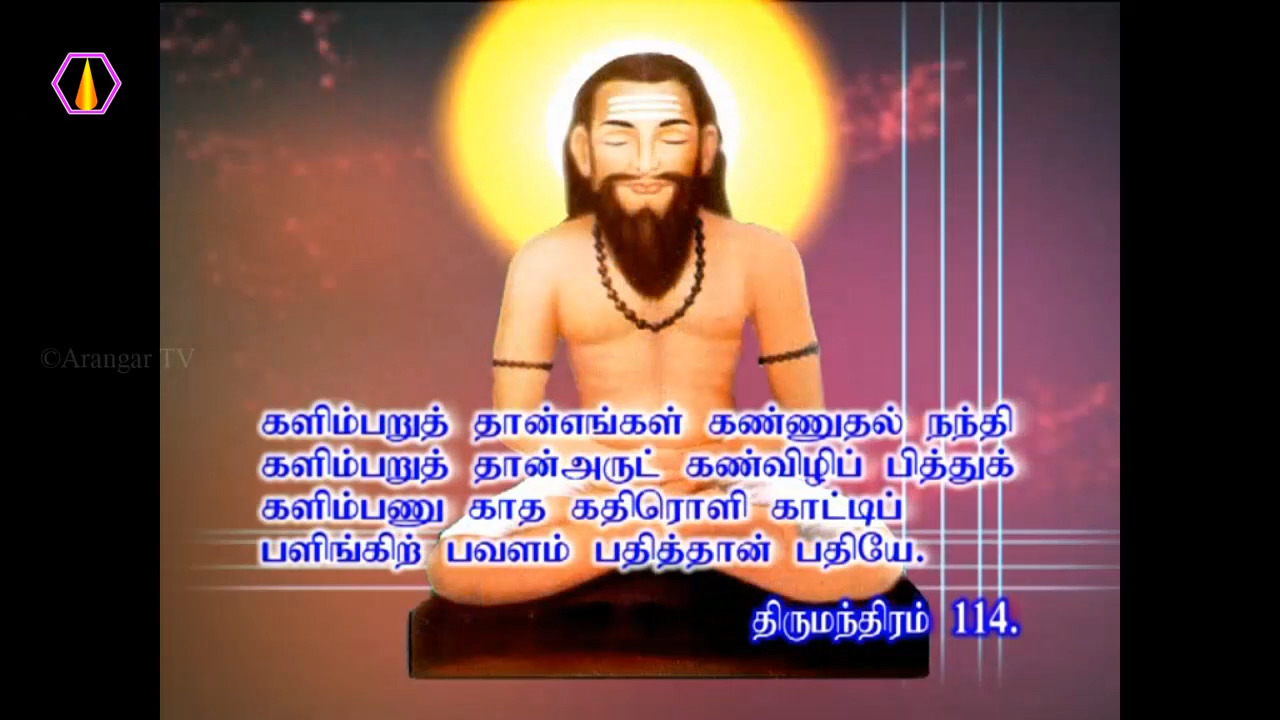 ©Arangar TV
களிம்பறுத் தான்எங்கள் கண்ணுதல் நந்தி
களிம்பறுத் தான்அருட் கண்விழிப் பித்துக்
களிம்பணு காத கதிரொளி காட்டிப்
பளிங்கிற் பவளம் பதித்தான் பதியே.
திருமந்திரம் 114.